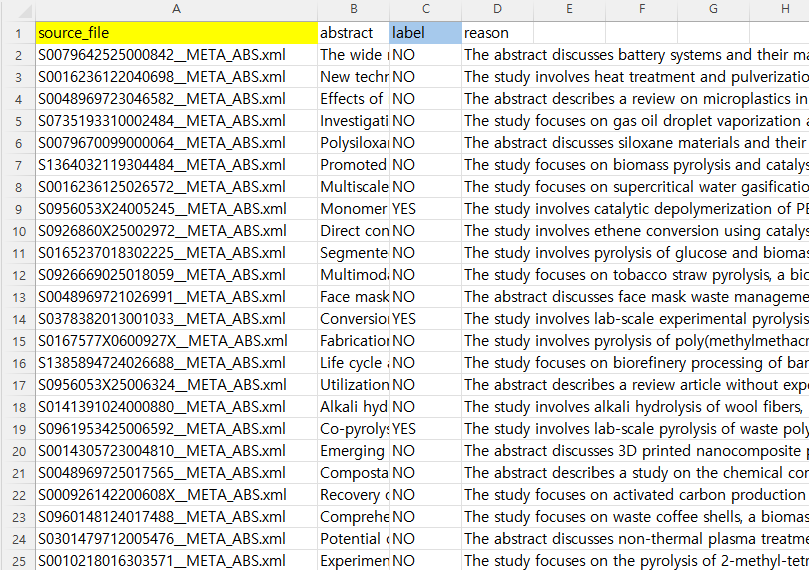 A B C D E F G H
1 source_file abstract label reason
2 S0079642525000842__META_ABS.xml The wide NO The abstract discusses battery systems and their ma
3 S0016236122040698__META_ABS.xml New techr NO The study involves heat treatment and pulverizatio
4 S0048969723046582__META_ABS.xml Effects of NO The abstract describes a review on microplastics in
5 S0735193310002484__META_ABS.xml Investigati NO The study focuses on gas oil droplet vaporization a
6 S0079670099000064__META_ABS.xml Polysiloxa NO The abstract discusses siloxane materials and their
7 S1364032119304484__META_ABS.xml Promoted NO The study focuses on biomass pyrolysis and catalys
8 S0016236125026572__META_ABS.xml Multiscale NO The study focuses on supercritical water gasificatio
9 S0956053X24005245__META_ABS.xml Monomer YES The study involves catalytic depolymerization of PE
10 S0926860X25002972__META_ABS.xml Direct con NO The study involves ethene conversion using catalys
11 S0165237018302225__META_ABS.xml Segmente NO The study involves pyrolysis of glucose and biomas
12 S0926669025018059__META_ABS.xml Multimoda NO The study focuses on tobacco straw pyrolysis, a bio
13 S0048969721026991__META_ABS.xml Face mask NO The abstract discusses face mask waste manageme
14 S0378382013001033__META_ABS.xml Conversio YES The study involves lab-scale experimental pyrolysis
15 S0167577X0600927X__META_ABS.xml Fabrication NO The study involves pyrolysis of poly(methylmethacr
16 S1385894724026688__META_ABS.xml Life cycle NO The study focuses on biorefinery processing of bar
17 S0956053X25006324__META_ABS.xml Utilization NO The abstract describes a review article without expe
18 S0141391024000880__META_ABS.xml Alkali hyd NO The study involves alkali hydrolysis of wool fibers,
19 S0961953425006592__META_ABS.xml Co-pyrolys YES The study involves lab-scale pyrolysis of waste poly
20 S0014305723004810__META_ABS.xml Emerging NO The abstract discusses 3D printed nanocomposite p
21 S0048969725017565__META_ABS.xml Composta NO The abstract describes a study on the chemical con
22 S000926142200608X__META_ABS.xml Recovery c NO The study focuses on activated carbon production
23 S0960148124017488__META_ABS.xml Comprehe NO The study focuses on waste coffee shells, a biomas
24 S0301479712005476__META_ABS.xml Potential NO The abstract discusses non-thermal plasma treatme
25 S0010218016303571__META_ABS.xml Experimen NO The study focuses on the pyrolysis of 2-methyl-tetr